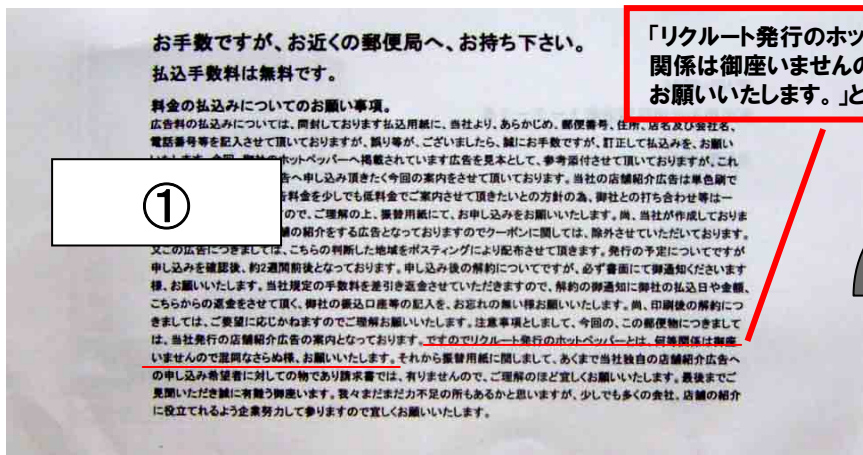 お手数ですが、お近くの郵便局へ、お持ち下さい。
払込手数料は無料です。
料金の払込みについてのお願い事項。
広告料の払込みについては、同封しております払込用紙に、当社より、あらかじめ、郵便番号、住所、店名及び会社名、
電話番号等を記入させて頂いておりますが、誤り等が、ございましたら、誠にお手数ですが、訂正して払込みを、お願い
ホットペッパーへ掲載されています広告を見本として、参考添付させて頂いておりますが、これ
告へ申し込み頂きたく今回の案内をさせて頂いております。当社の店舗紹介広告は単色刷で
料金を少しでも低料金でご案内させて頂きたいとの方針の為、御社との打ち合わせ等は一
ので、ご理解の上、振替用紙にて、お申し込みをお願いいたします。尚、当社が作成しておりま
舗の紹介をする広告となっておりますのでクーポンに関しては、除外させていただいております。
又この広告につきましては、こちらの判断した地域をポスティングにより配布させて頂きます。発行の予定についてですが
申し込みを確認後、約2週間前後となっております。申し込み後の解約についてですが、必ず書面にて御通知くださいます
様、お願いいたします。当社規定の手数料を差引き返金させていただきますので、解約の御通知に御社の払込日や金額、
こちらからの返金をさせて頂く、御社の振込口座等の記入を、お忘れの無い様お願いいたします。尚、印刷後の解約につ
きましては、ご要望に応じかねますのでご理解お願いいたします。注意事項としまして、今回の、この郵便物につきまして
は、当社発行の店舗紹介広告の案内となっております。ですのでリクルート発行のホットペッパーとは、何等関係は御座
いませんので混同なさらぬ様、お願いいたします。それから振替用紙に関しまして、あくまで当社独自の店舗紹介広告へ
の申し込み希望者に対しての物であり請求書では、有りませんので、ご理解のほど宜しくお願いいたします。最後までご
見聞いただき誠に有難う御座います。我々まだまだ力不足の所もあるかと思いますが、少しでも多くの会社、店舗の紹介
に役立てれるよう企業努力して参りますので宜しくお願いいたします。
①
「リクルート発行のホッ
関係は御座いませんの
お願いいたします。」と